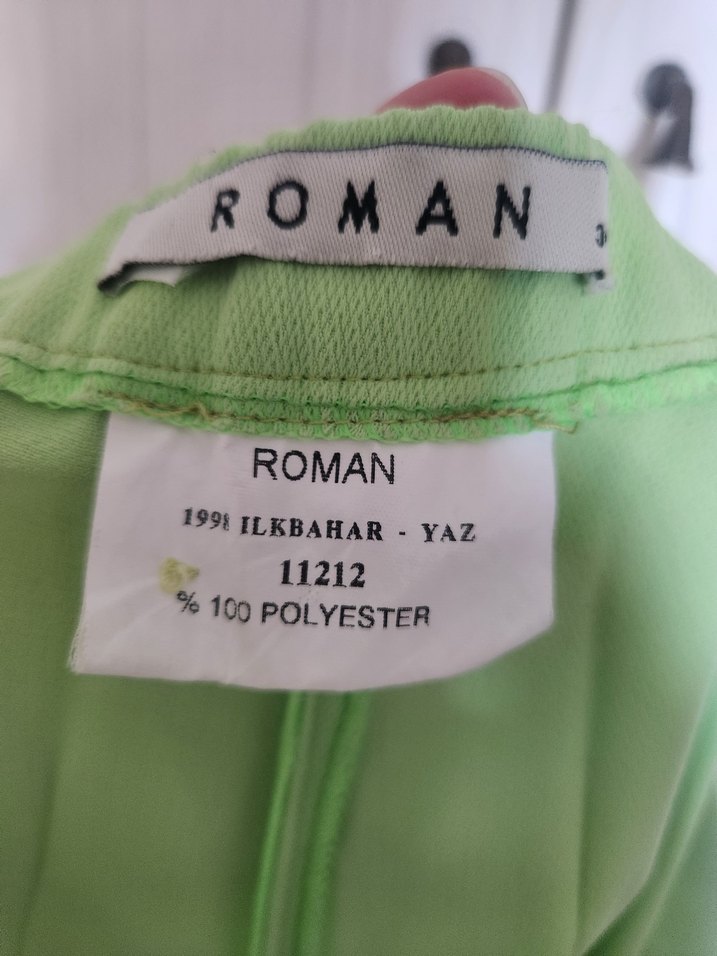 ROMAN
ROMAN
1998 ILKBAHAR - YAZ
11212
% 100 POLYESTER